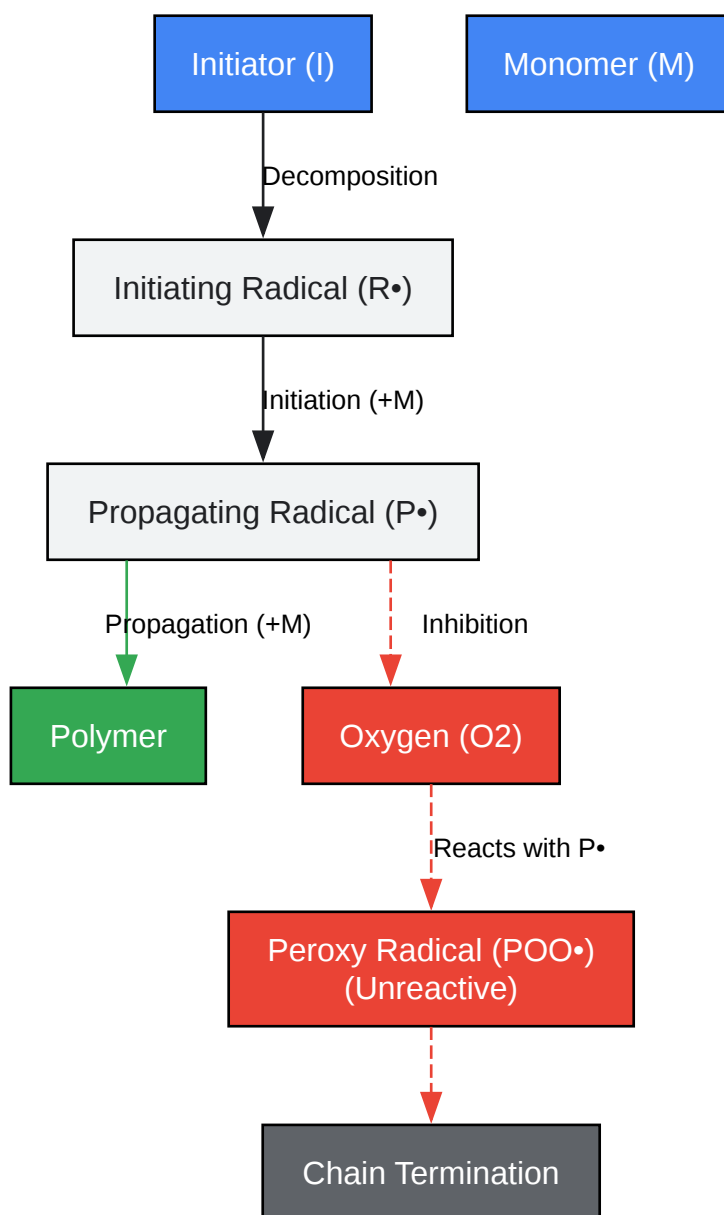 Initiator (I)
Monomer (M)
Decomposition
Initiating Radical (R•)
Initiation (+M)
Propagating Radical (P•)
Propagation (+M)
Inhibition
Polymer
Oxygen (O2)
Reacts with P•
Peroxy Radical (POO•)
(Unreactive)
Chain Termination